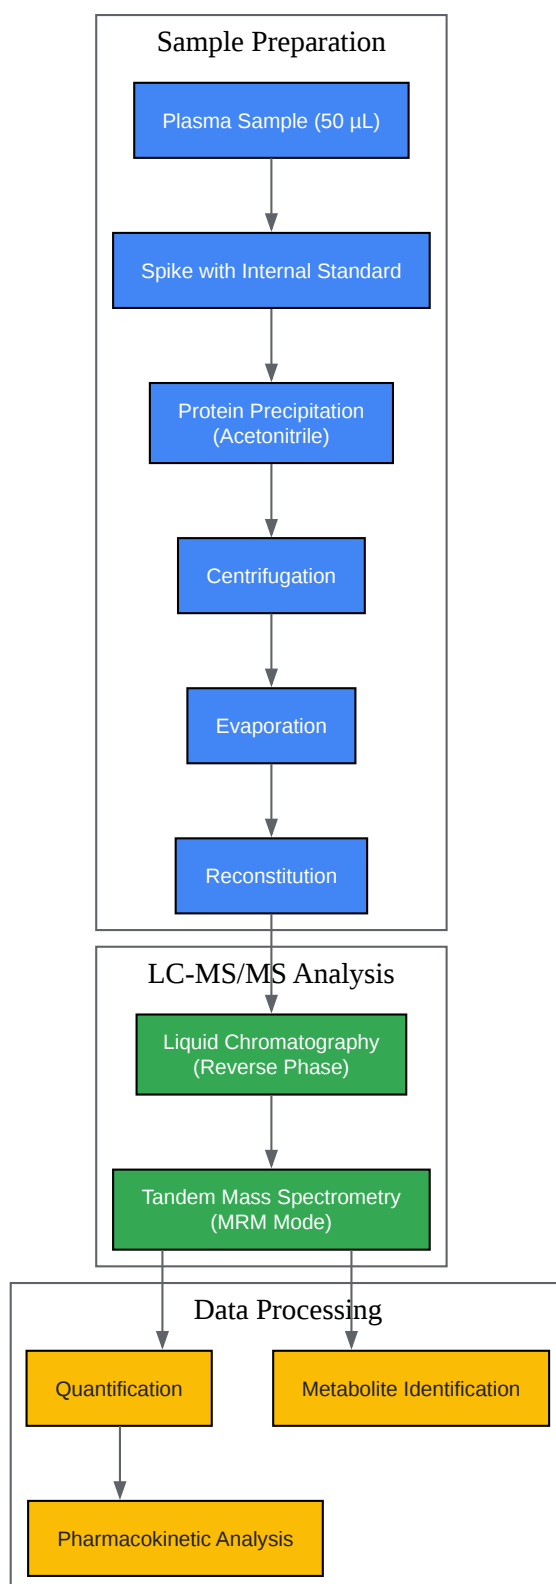 Sample Preparation
Plasma Sample (50 µL)
Spike with Internal Standard
Protein Precipitation
(Acetonitrile)
Centrifugation
Evaporation
Reconstitution
LC-MS/MS Analysis
Liquid Chromatography
(Reverse Phase)
Tandem Mass Spectrometry
(MRM Mode)
Data Processing
Quantification
Metabolite Identification
Pharmacokinetic Analysis